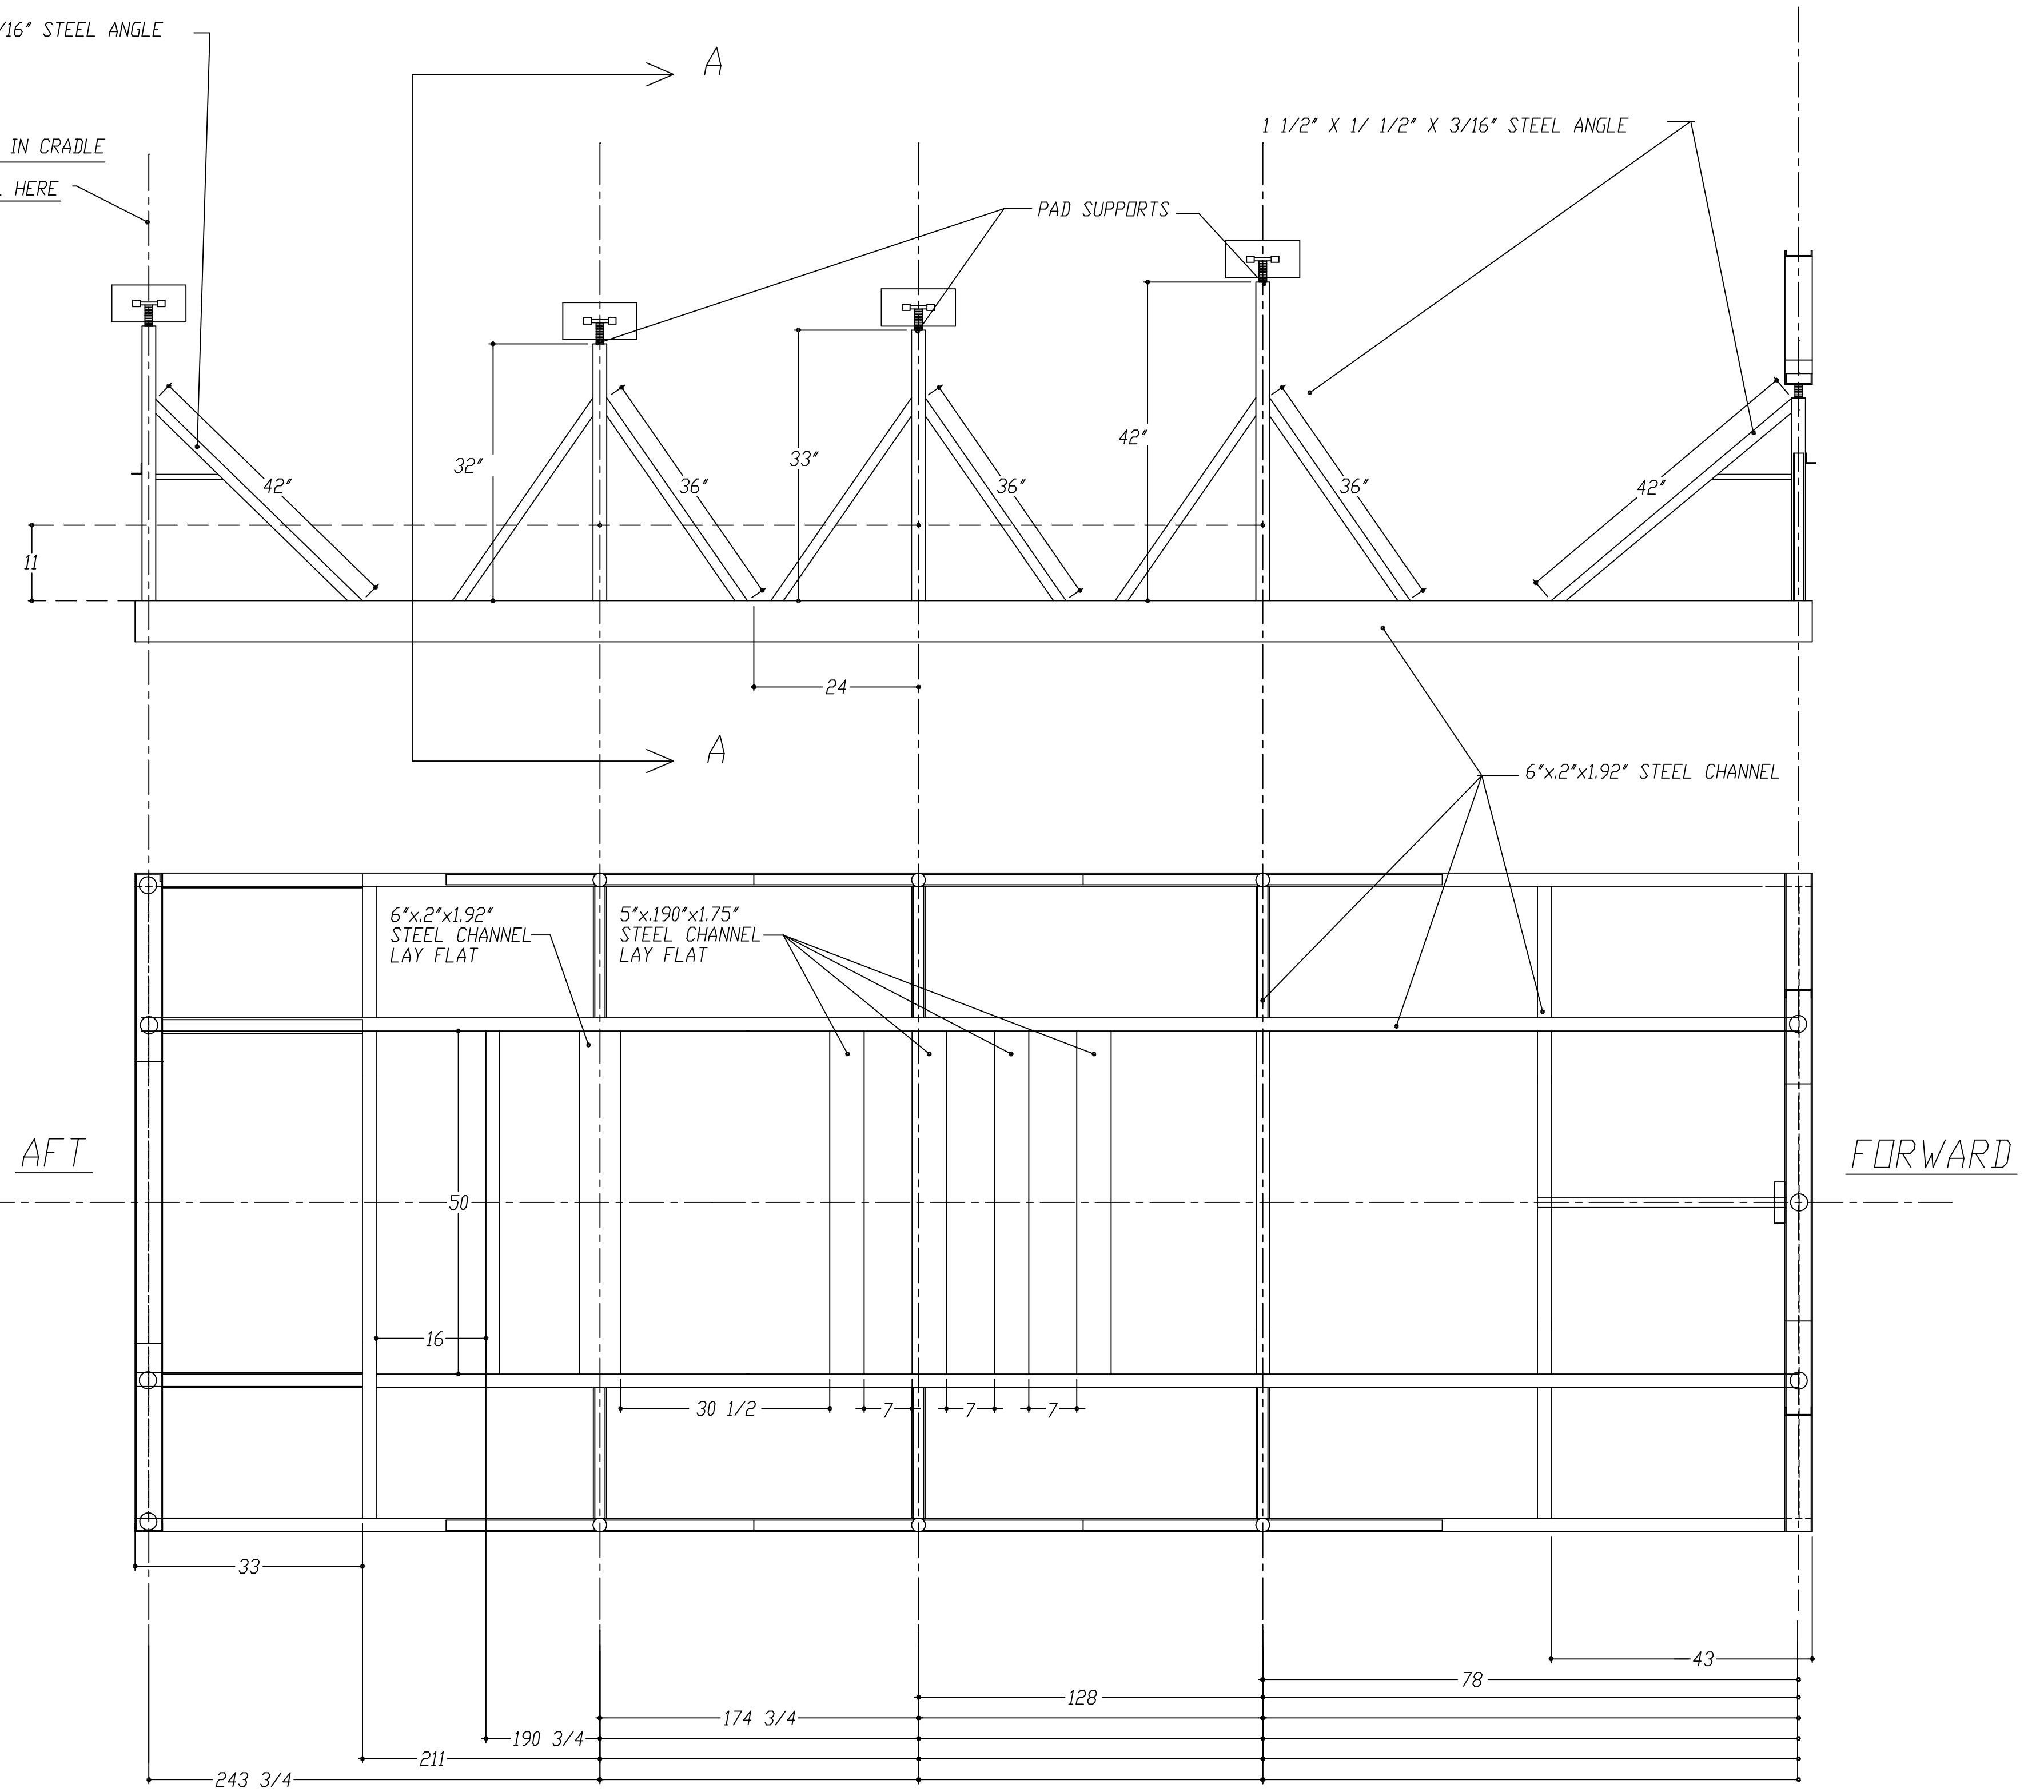 /16" STEEL ANGLE
A
1 1/2" X 1/ 1/2" X 3/16" STEEL ANGLE
IN CRADLE
HERE
PAD SUPPORTS
42"
32"
33"
42"
36"
36"
36"
42"
11
24
A
6"x.2"x1.92" STEEL CHANNEL
6"x.2"x1.92"
STEEL CHANNEL
LAY FLAT
5"x.190"x1.75"
STEEL CHANNEL
LAY FLAT
AFT
FORWARD
50
16
30 1/2
7
7
7
33
43
78
128
174 3/4
190 3/4
211
243 3/4